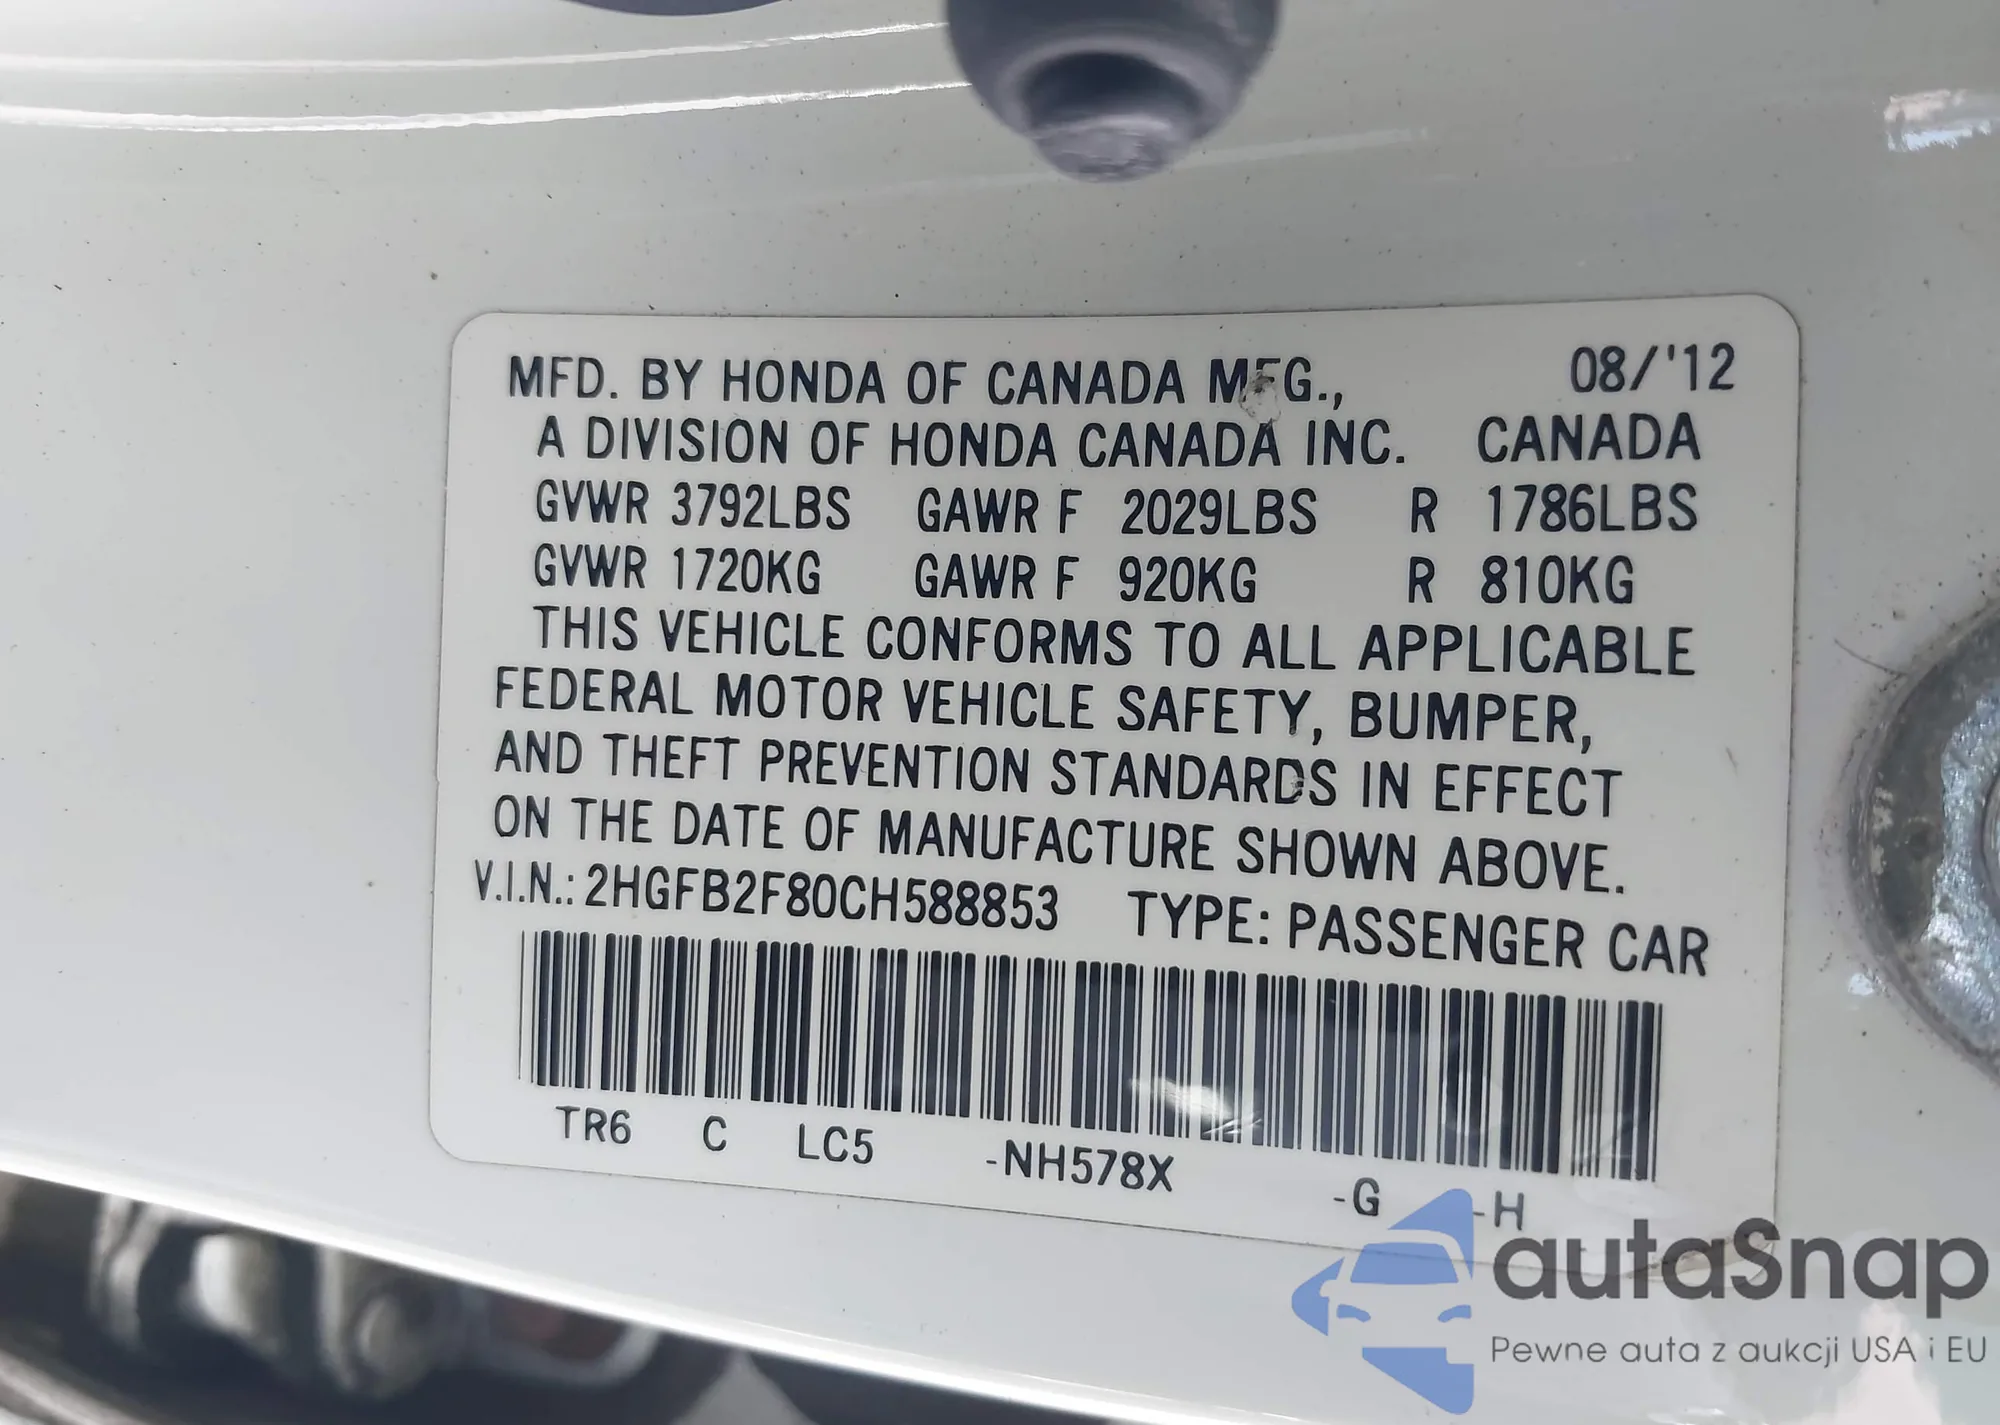 MFD. BY HONDA OF CANADA MFG., 08/'12
A DIVISION OF HONDA CANADA INC. CANADA
GVWR 3792LBS GAWR F 2029LBS R 1786LBS
GVWR 1720KG GAWR F 920KG R 810KG
THIS VEHICLE CONFORMS TO ALL APPLICABLE
FEDERAL MOTOR VEHICLE SAFETY, BUMPER,
AND THEFT PREVENTION STANDARDS IN EFFECT
ON THE DATE OF MANUFACTURE SHOWN ABOVE.
V.I.N.: 2HGFB2F80CH588853 TYPE: PASSENGER CAR
TR6 C LC5 -NH578X -G -H
autaSnap
Pewne auta z aukcji USA i EU